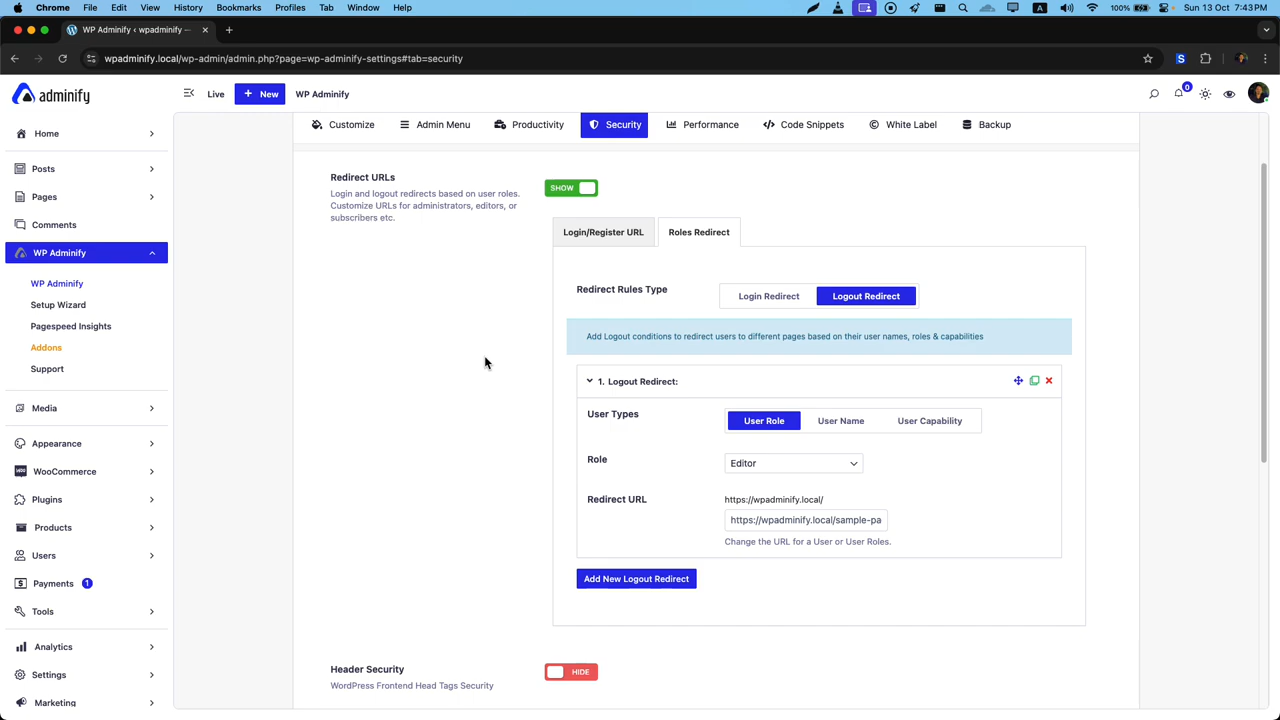 Chrome File Edit View History Bookmarks Profiles Tab Window Help
A 100% Sun 13 Oct 7:43 PM
WP Adminify ‹ wpadminify —
wpadminify.local/wp-admin/admin.php?page=wp-adminify-settings#tab=security
S
adminify
Live
+ New
WP Adminify
0
Home
Posts
Pages
Comments
WP Adminify
WP Adminify
Setup Wizard
Pagespeed Insights
Addons
Support
Media
Appearance
WooCommerce
Plugins
Products
Users
Payments 1
Tools
Analytics
Settings
Marketing
Customize Admin Menu Productivity Security Performance Code Snippets White Label Backup
Redirect URLs
Login and logout redirects based on user roles.
Customize URLs for administrators, editors, or
subscribers etc.
SHOW
Login/Register URL Roles Redirect
Redirect Rules Type
Login Redirect Logout Redirect
Add Logout conditions to redirect users to different pages based on their user names, roles & capabilities
1. Logout Redirect:
User Types
User Role User Name User Capability
Role
Editor
Redirect URL
https://wpadminify.local/
https://wpadminify.local/sample-pa
Change the URL for a User or User Roles.
Add New Logout Redirect
Header Security
WordPress Frontend Head Tags Security
HIDE